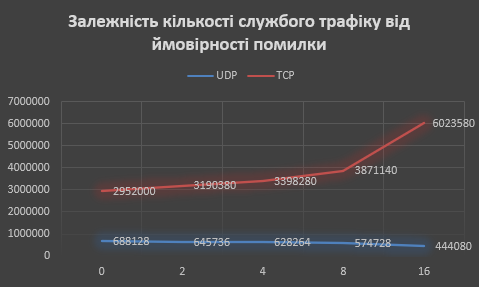 Залежність кількості службого трафіку від
ймовірності помилки
UDP TCP
7000000
6000000
5000000
4000000
3000000
2000000
1000000
0
2952000 3190380 3398280 3871140 6023580
688128 645736 628264 574728 444080
0 2 4 8 16